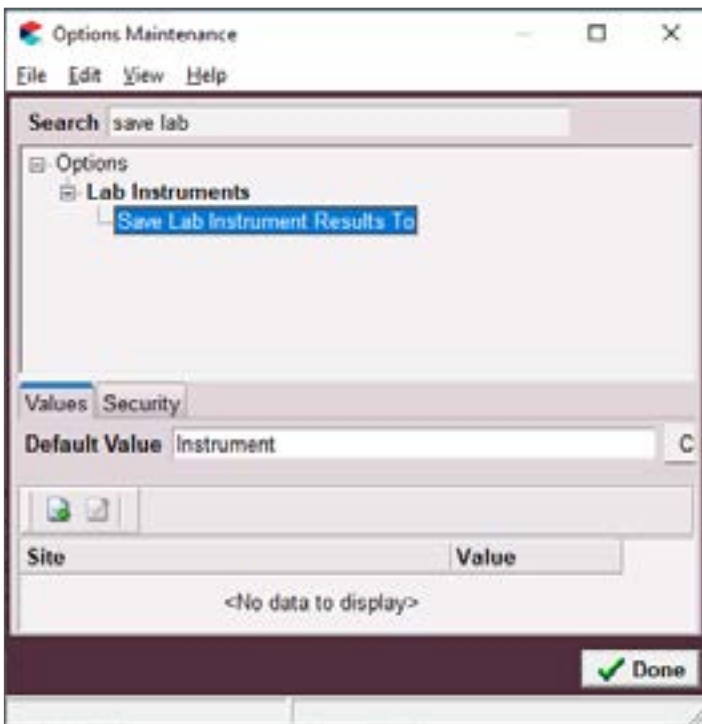 Options Maintenance
File Edit View Help
Search save lab
Options
Lab Instruments
Save Lab Instrument Results To
Values Security
Default Value Instrument C
Site Value
<No data to display>
Done